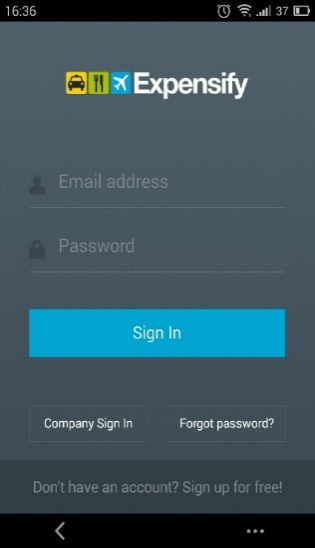 16:36
37
Expensify
Email address
Password
Sign In
Company Sign In
Forgot password?
Don't have an account? Sign up for free!